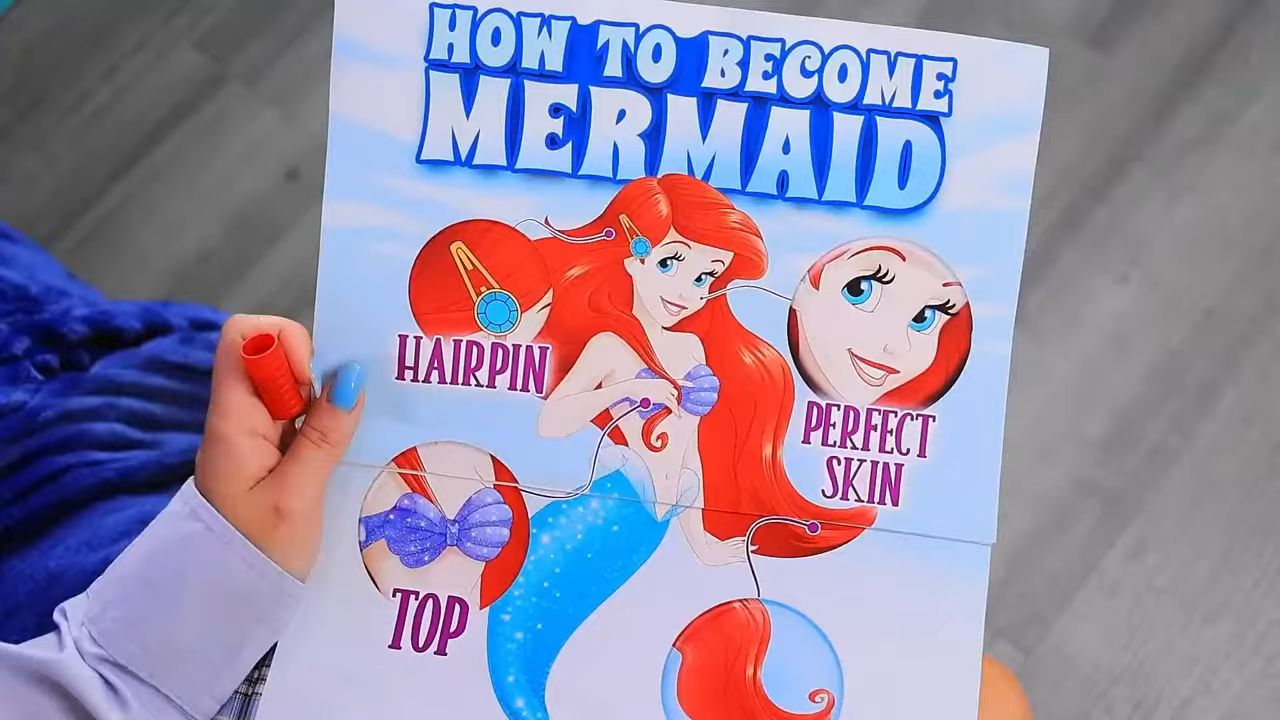 HOW TO BECOME
MERMAID
HAIRPIN
PERFECT
SKIN
TOP